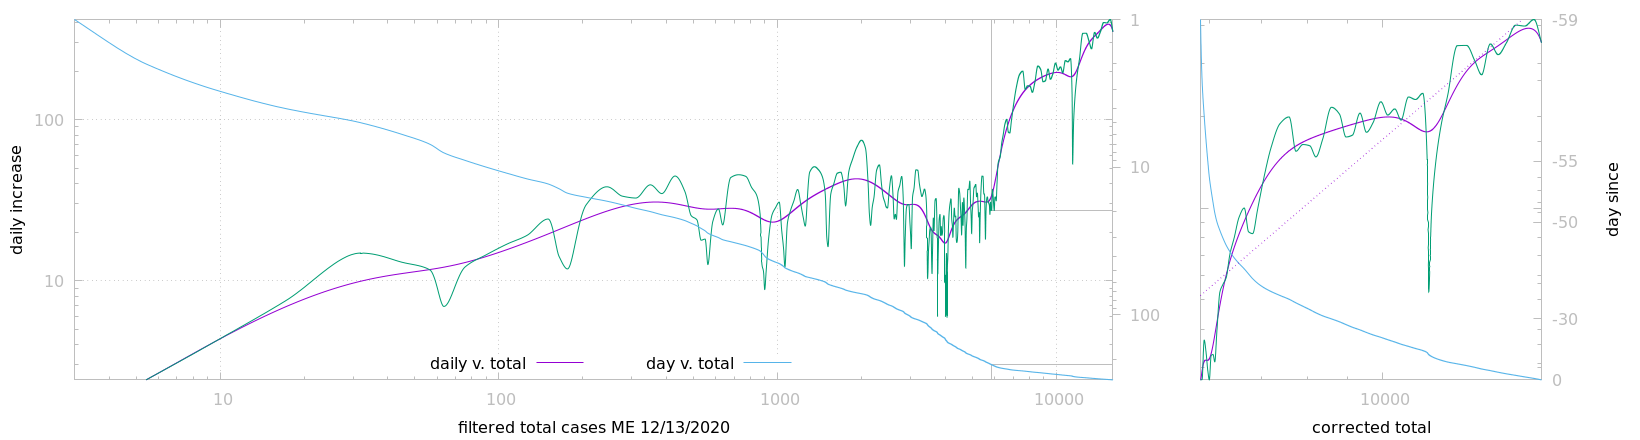 1
-59
100
daily increase
10
-55
-50
day since
10
100
-30
daily v. total
day v. total
0
10
100
1000
10000
10000
filtered total cases ME 12/13/2020
corrected total